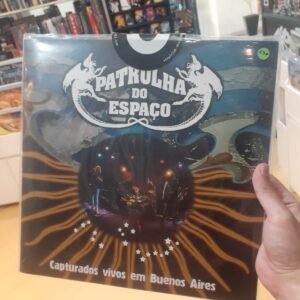 PATRULHA
DO
ESPAÇO
Capturados vivos em Buenos Aires